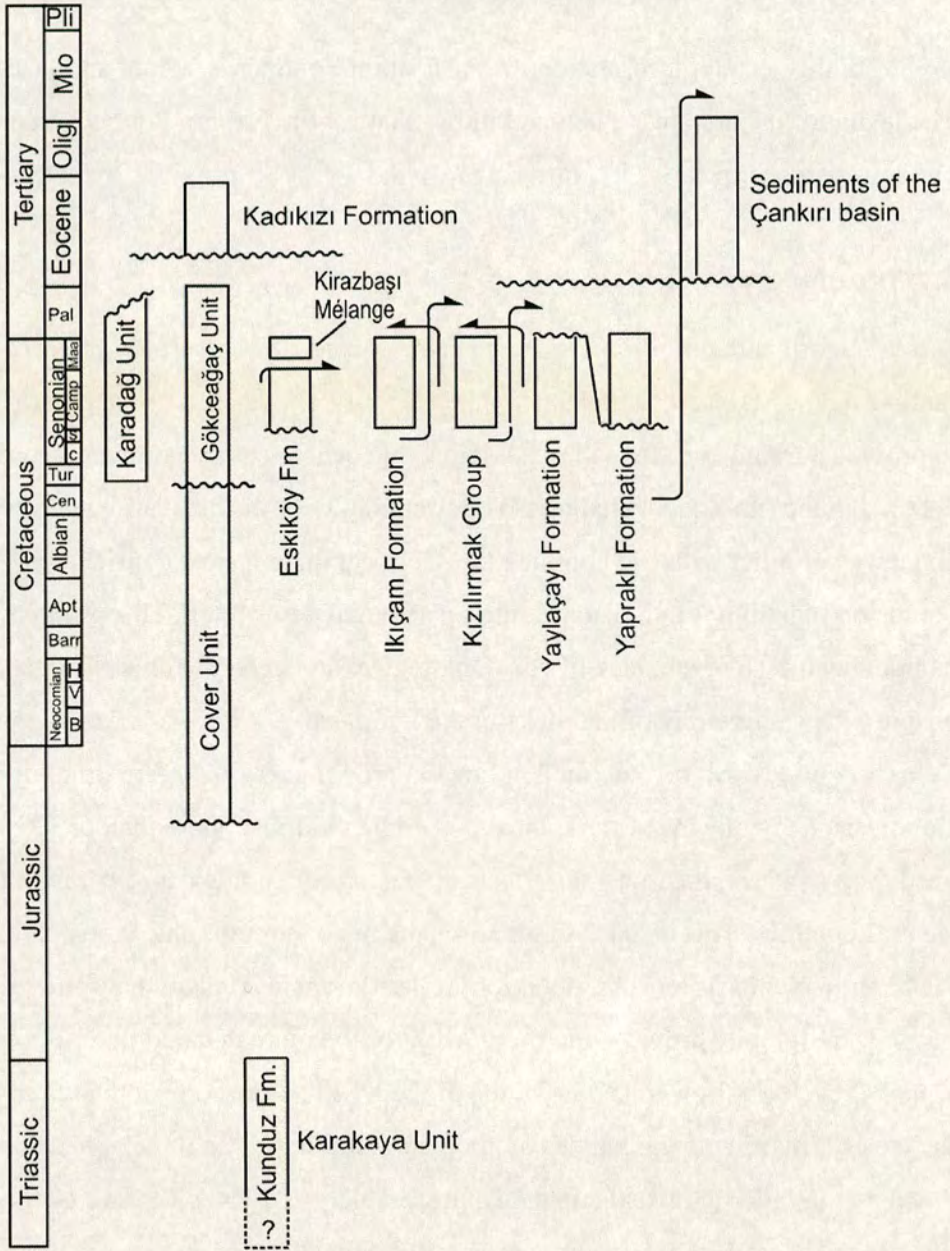 Tertiary
Cretaceous
Jurassic
Triassic
Pli
Mio
Olig
Eocene
Pal
Senonian
Maa
Camp
S
C
Tur
Cen
Albian
Apt
Barr
Neocomian
H
V
B
Karadağ Unit
Kadıkızı Formation
Gökceağaç Unit
Cover Unit
Kirazbaşı
Mélange
Eskiköy Fm
Ikıçam Formation
Kızılırmak Group
Yaylaçayı Formation
Yapraklı Formation
Sediments of the
Çankırı basin
Kunduz Fm.
?
Karakaya Unit